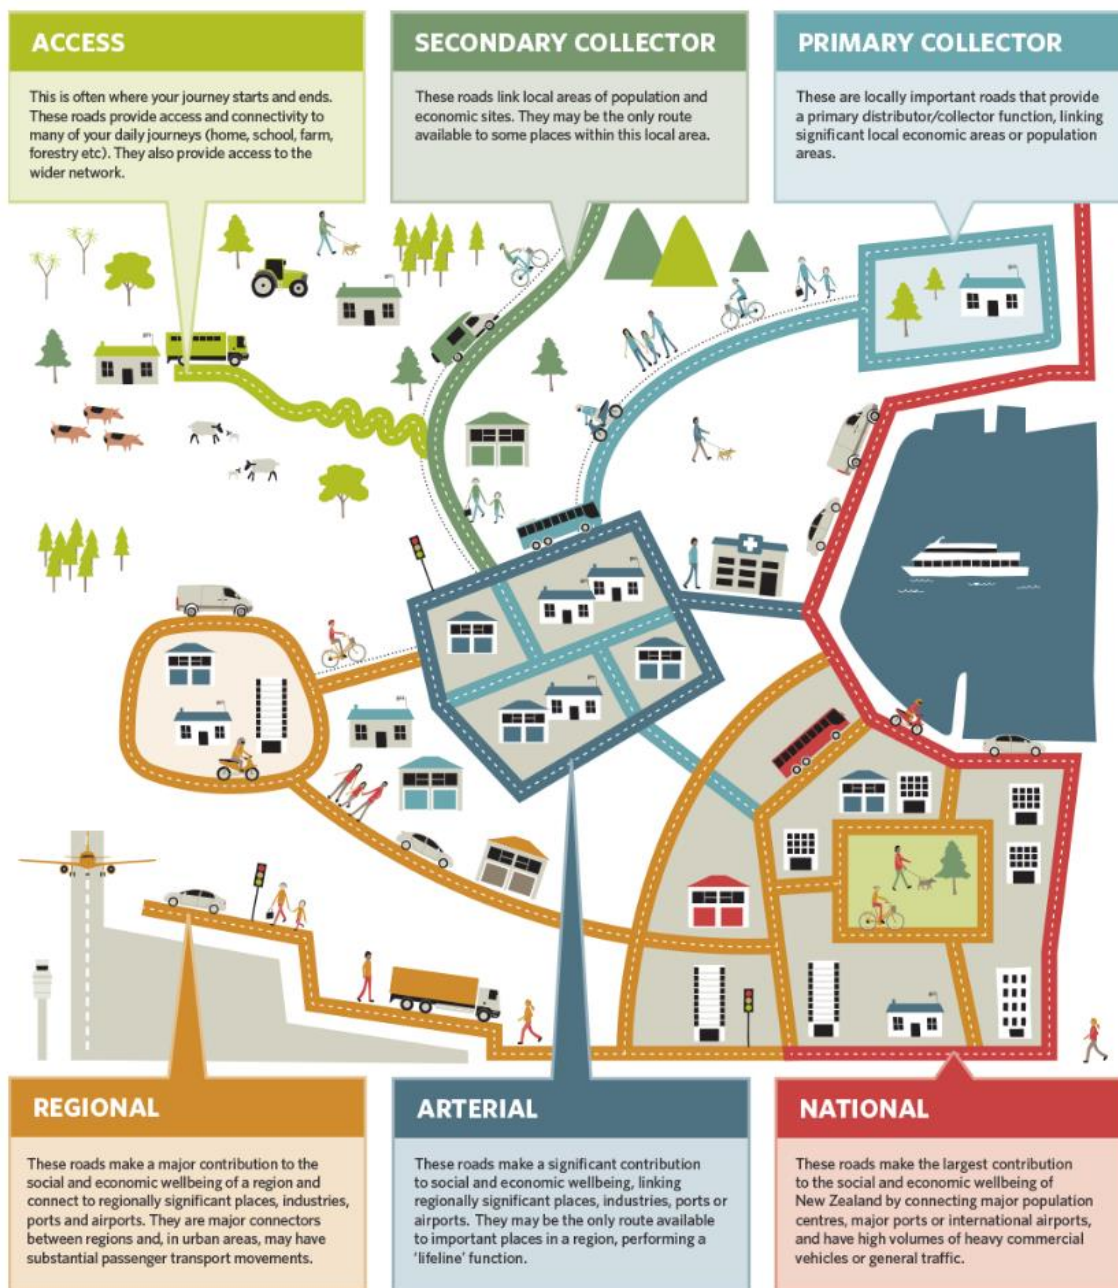 ACCESS
This is often where your journey starts and ends.
These roads provide access and connectivity to
many of your daily journeys (home, school, farm,
forestry etc). They also provide access to the
wider network.
SECONDARY COLLECTOR
These roads link local areas of population and
economic sites. They may be the only route
available to some places within this local area.
PRIMARY COLLECTOR
These are locally important roads that provide
a primary distributor/collector function, linking
significant local economic areas or population
areas.
REGIONAL
These roads make a major contribution to the
social and economic wellbeing of a region and
connect to regionally significant places, industries,
ports and airports. They are major connectors
between regions and, in urban areas, may have
substantial passenger transport movements.
ARTERIAL
These roads make a significant contribution
to social and economic wellbeing, linking
regionally significant places, industries, ports or
airports. They may be the only route available
to important places in a region, performing a
'lifeline' function.
NATIONAL
These roads make the largest contribution
to the social and economic wellbeing of
New Zealand by connecting major population
centres, major ports or international airports,
and have high volumes of heavy commercial
vehicles or general traffic.